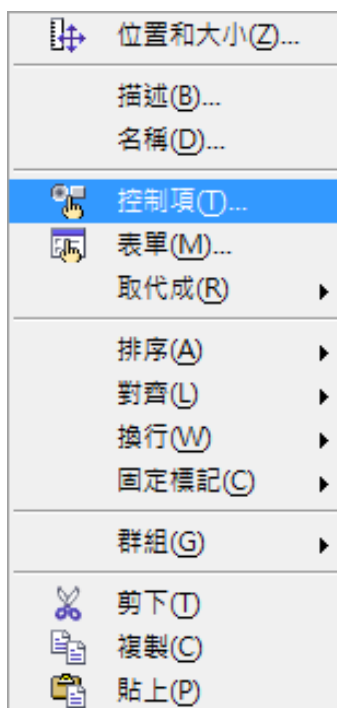 位置和大小(Z)...
描述(B)...
名稱(D)...
控制項(T)...
表單(M)...
取代成(R)
排序(A)
對齊(L)
換行(W)
固定標記(C)
群組(G)
剪下(T)
複製(C)
貼上(P)